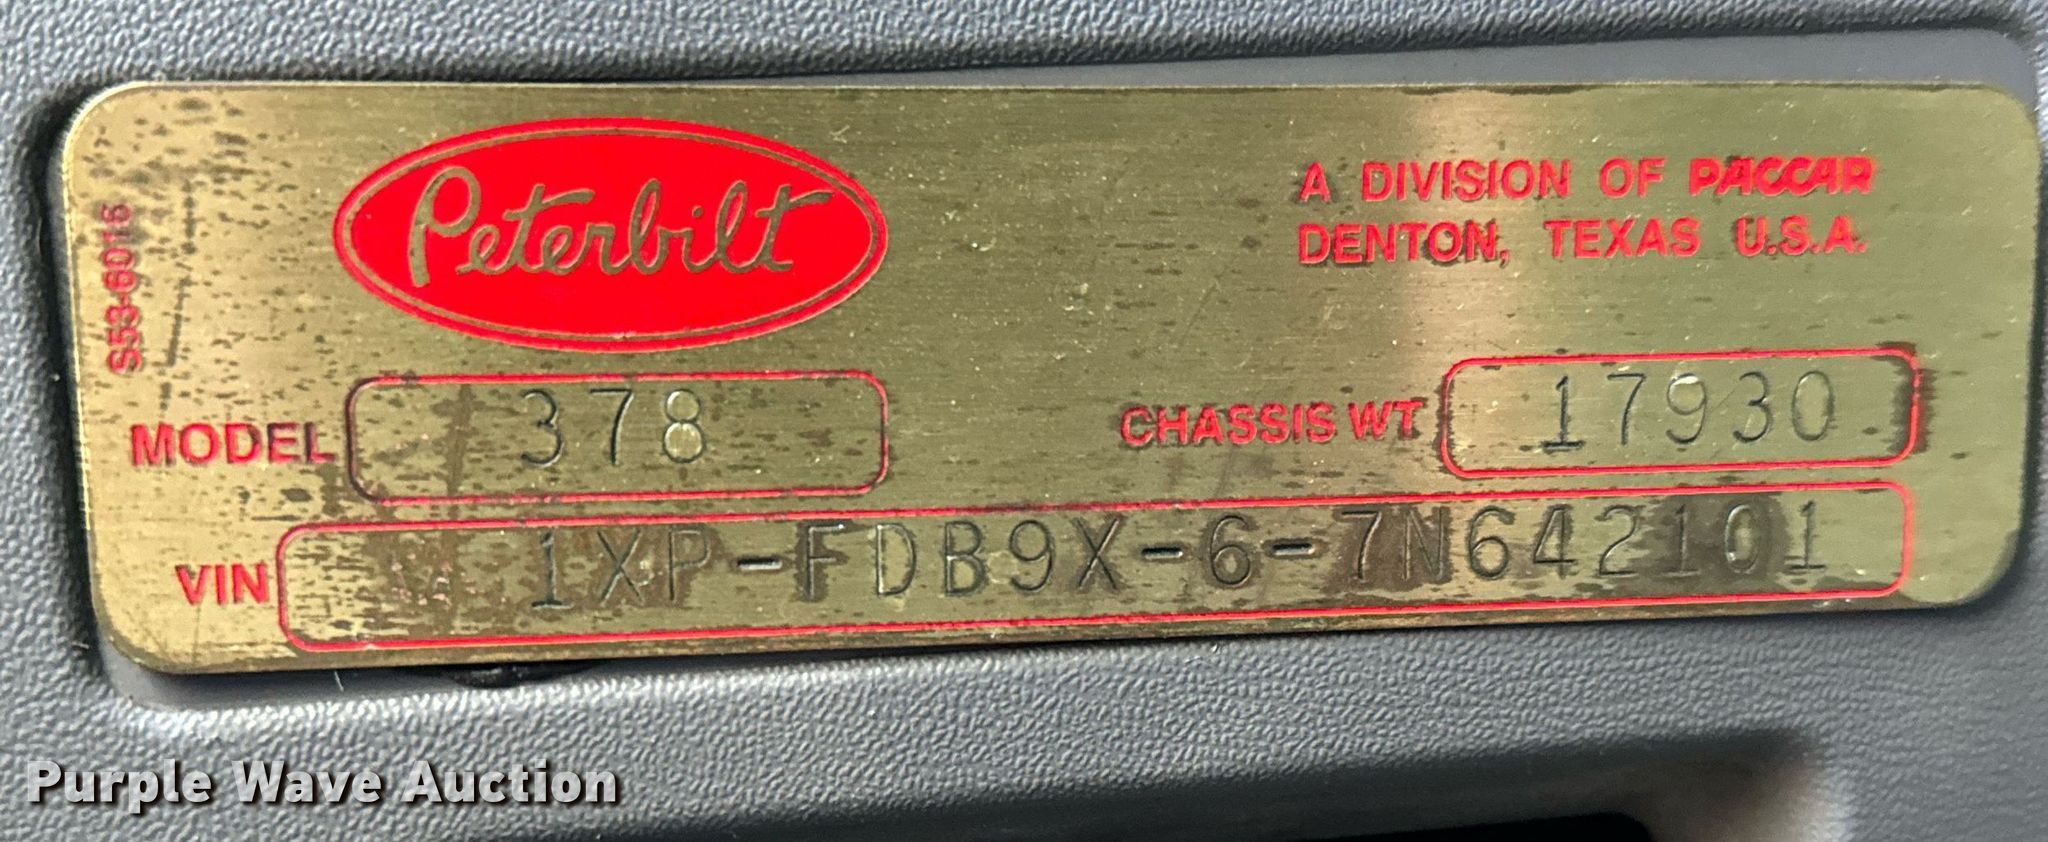 S53-6016
Peterbilt
A DIVISION OF PACCAR
DENTON, TEXAS U.S.A.
MODEL 378
CHASSIS WT 17930
VIN 1XP-FDB9X-6-7N642101
Purple Wave Auction